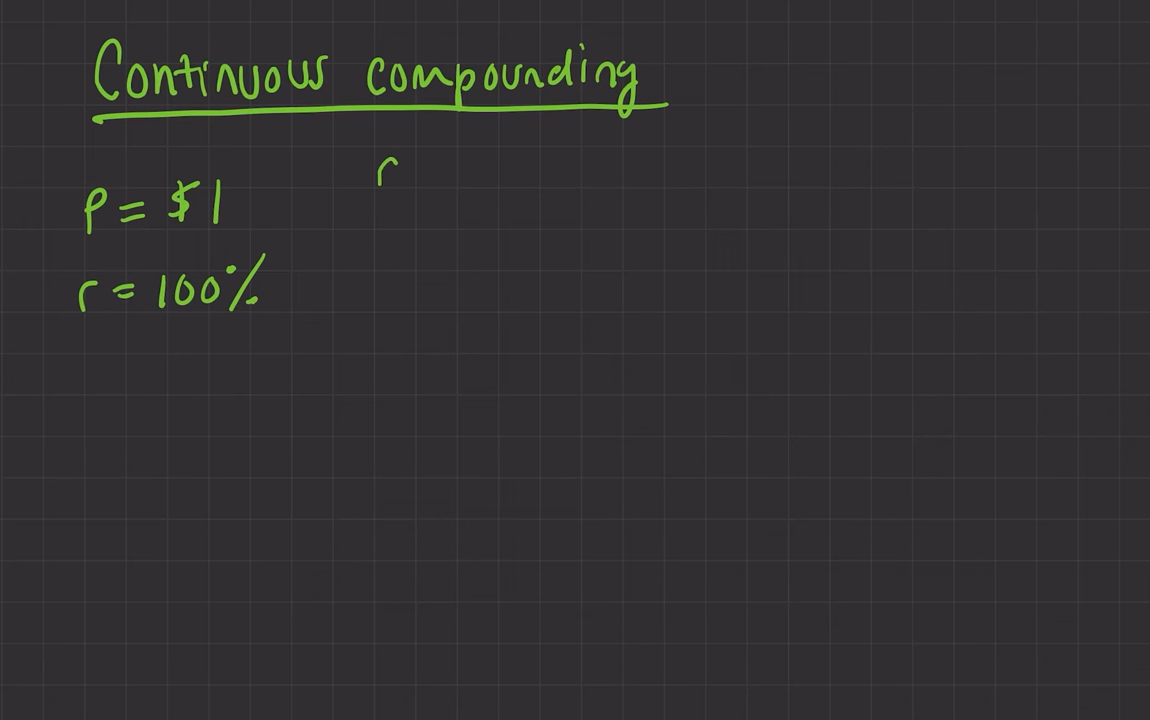 Continuous compounding
r
P = $1
r = 100%